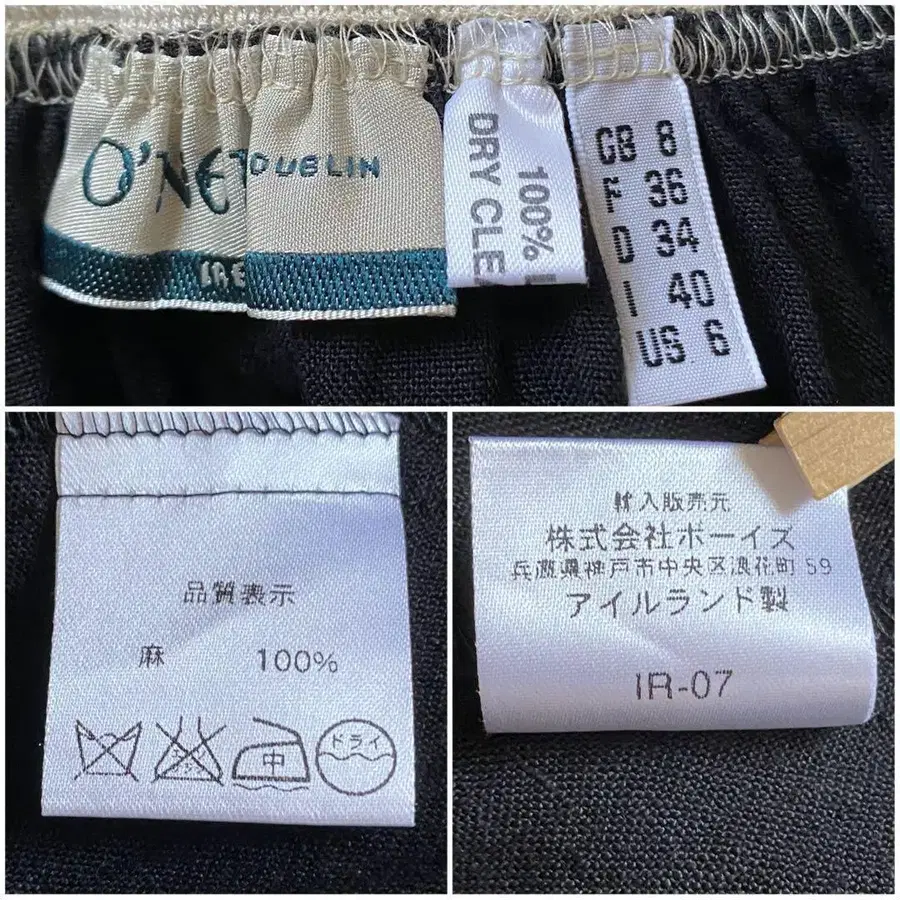 O'NE
DUBLIN
IRE
100%
DRY CLE
GB 8
F 36
D 34
I 40
US 6
品質表示
麻 100%
中
ドライ
輸入販売元
株式会社ボーイズ
兵庫県神戸市中央区浪花町59
アイルランド製
IR-07